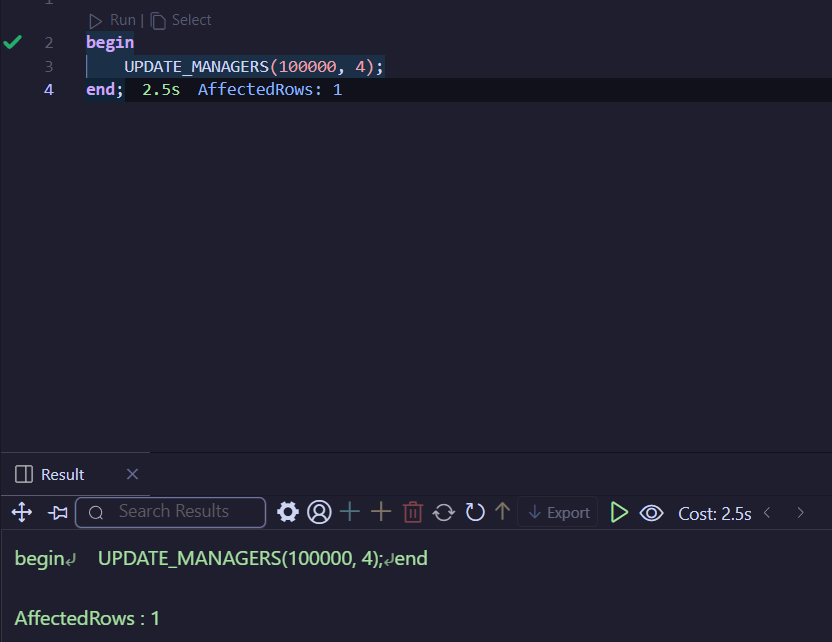 1
Run | Select
2 begin
3 UPDATE_MANAGERS(100000, 4);
4 end; 2.5s AffectedRows: 1
Result
Search Results
Export
Cost: 2.5s
begin↵ UPDATE_MANAGERS(100000, 4);↵end
AffectedRows : 1